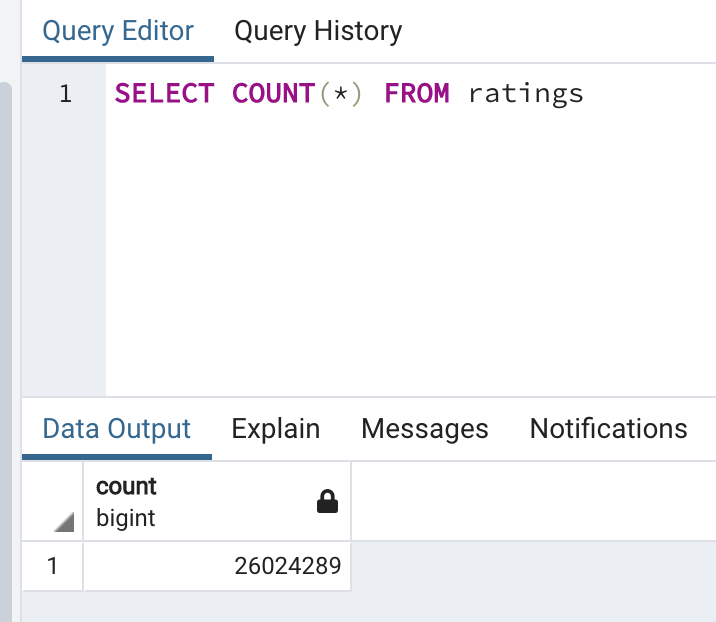 Query Editor Query History
1 SELECT COUNT(*) FROM ratings
Data Output Explain Messages Notifications
count
bigint
1 26024289